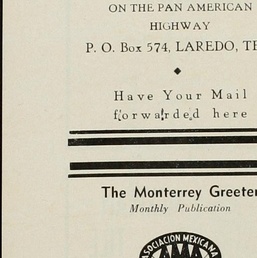 ON THE PAN AMERICAN
HIGHWAY
P. O. Box 574, LAREDO, TE
Have Your Mail
forwarded here
The Monterrey Greeter
Monthly Publication
ASOCIACION MEXICANA
AMA